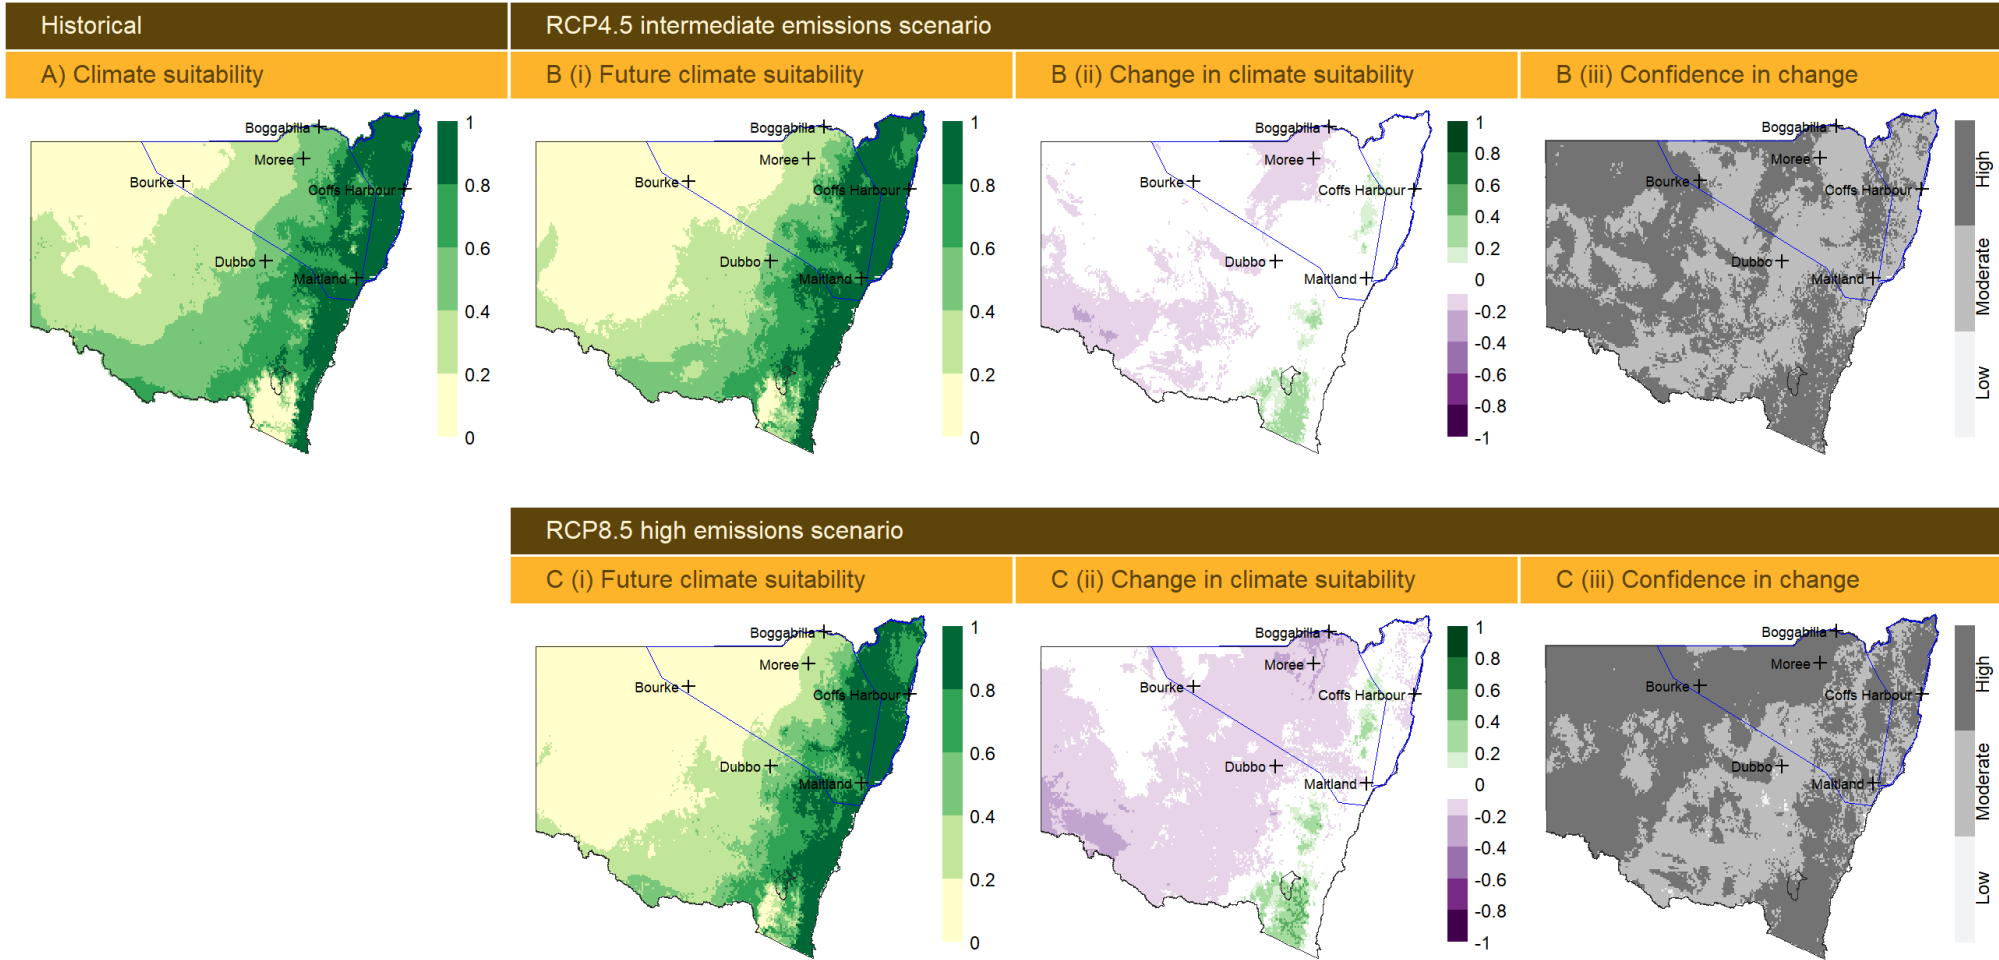 Historical
RCP4.5 intermediate emissions scenario
A) Climate suitability
B (i) Future climate suitability
B (ii) Change in climate suitability
B (iii) Confidence in change
Boggabilla
Moree
Bourke
Coffs Harbour
Dubbo
Maitland
1
0.8
0.6
0.4
0.2
0
Boggabilla
Moree
Bourke
Coffs Harbour
Dubbo
Maitland
1
0.8
0.6
0.4
0.2
0
Boggabilla
Moree
Bourke
Coffs Harbour
Dubbo
Maitland
1
0.8
0.6
0.4
0.2
0
-0.2
-0.4
-0.6
-0.8
-1
Boggabilla
Moree
Bourke
Coffs Harbour
Dubbo
Maitland
High
Moderate
Low
RCP8.5 high emissions scenario
C (i) Future climate suitability
C (ii) Change in climate suitability
C (iii) Confidence in change
Boggabilla
Moree
Bourke
Coffs Harbour
Dubbo
Maitland
1
0.8
0.6
0.4
0.2
0
Boggabilla
Moree
Bourke
Coffs Harbour
Dubbo
Maitland
1
0.8
0.6
0.4
0.2
0
-0.2
-0.4
-0.6
-0.8
-1
Boggabilla
Moree
Bourke
Coffs Harbour
Dubbo
Maitland
High
Moderate
Low